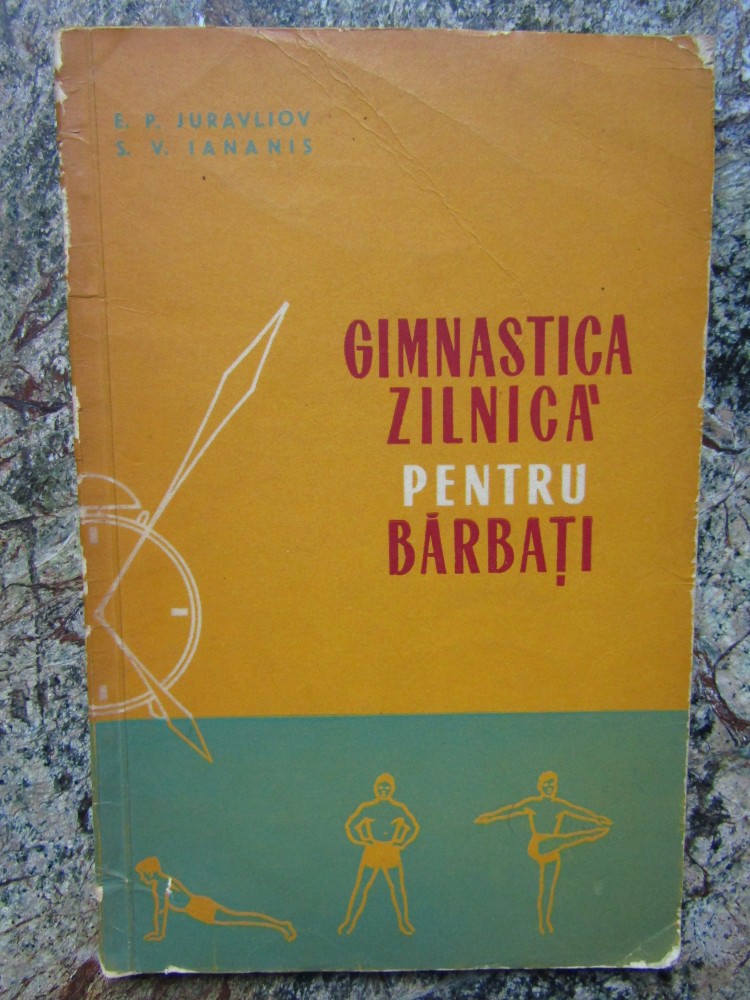 E. P. JURAVLIOV
S. V. IANANIS
GIMNASTICA
ZILNICĂ
PENTRU
BĂRBAȚI